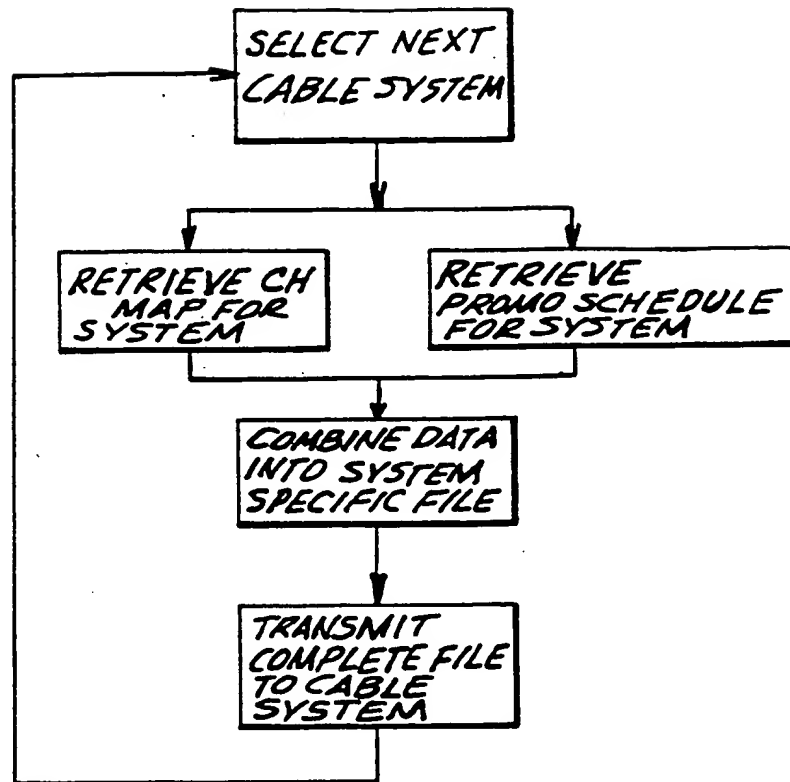 SELECT NEXT
CABLE SYSTEM
RETRIEVE CH
MAP FOR
SYSTEM
RETRIEVE
PROMO SCHEDULE
FOR SYSTEM
COMBINE DATA
INTO SYSTEM
SPECIFIC FILE
TRANSMIT
COMPLETE FILE
TO CABLE
SYSTEM